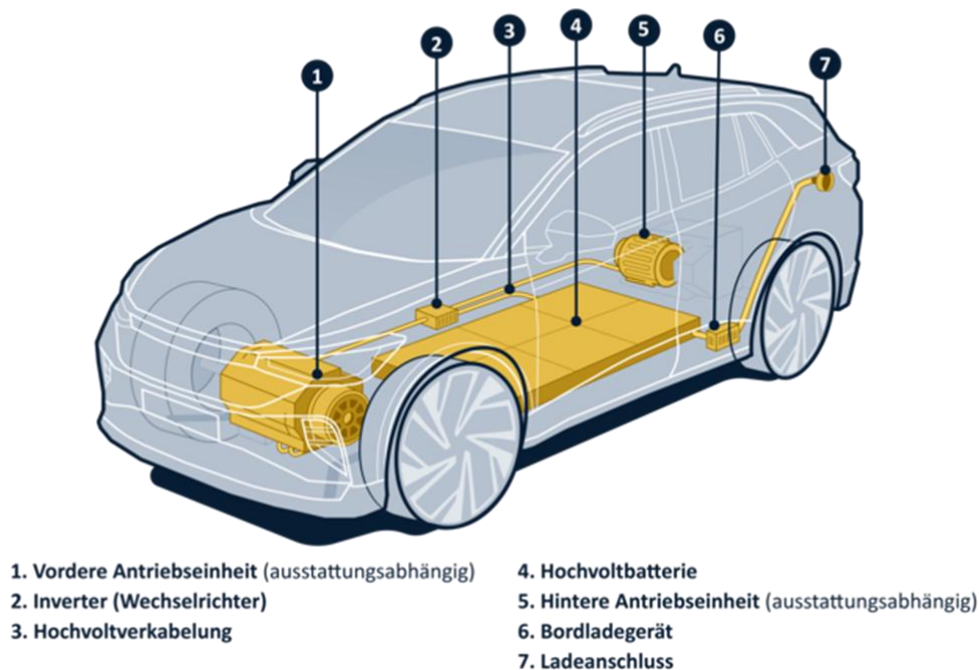 1
2
3
4
5
6
7
1. Vordere Antriebseinheit (ausstattungsabhängig)
2. Inverter (Wechselrichter)
3. Hochvoltverkabelung
4. Hochvoltbatterie
5. Hintere Antriebseinheit (ausstattungsabhängig)
6. Bordladegerät
7. Ladeanschluss